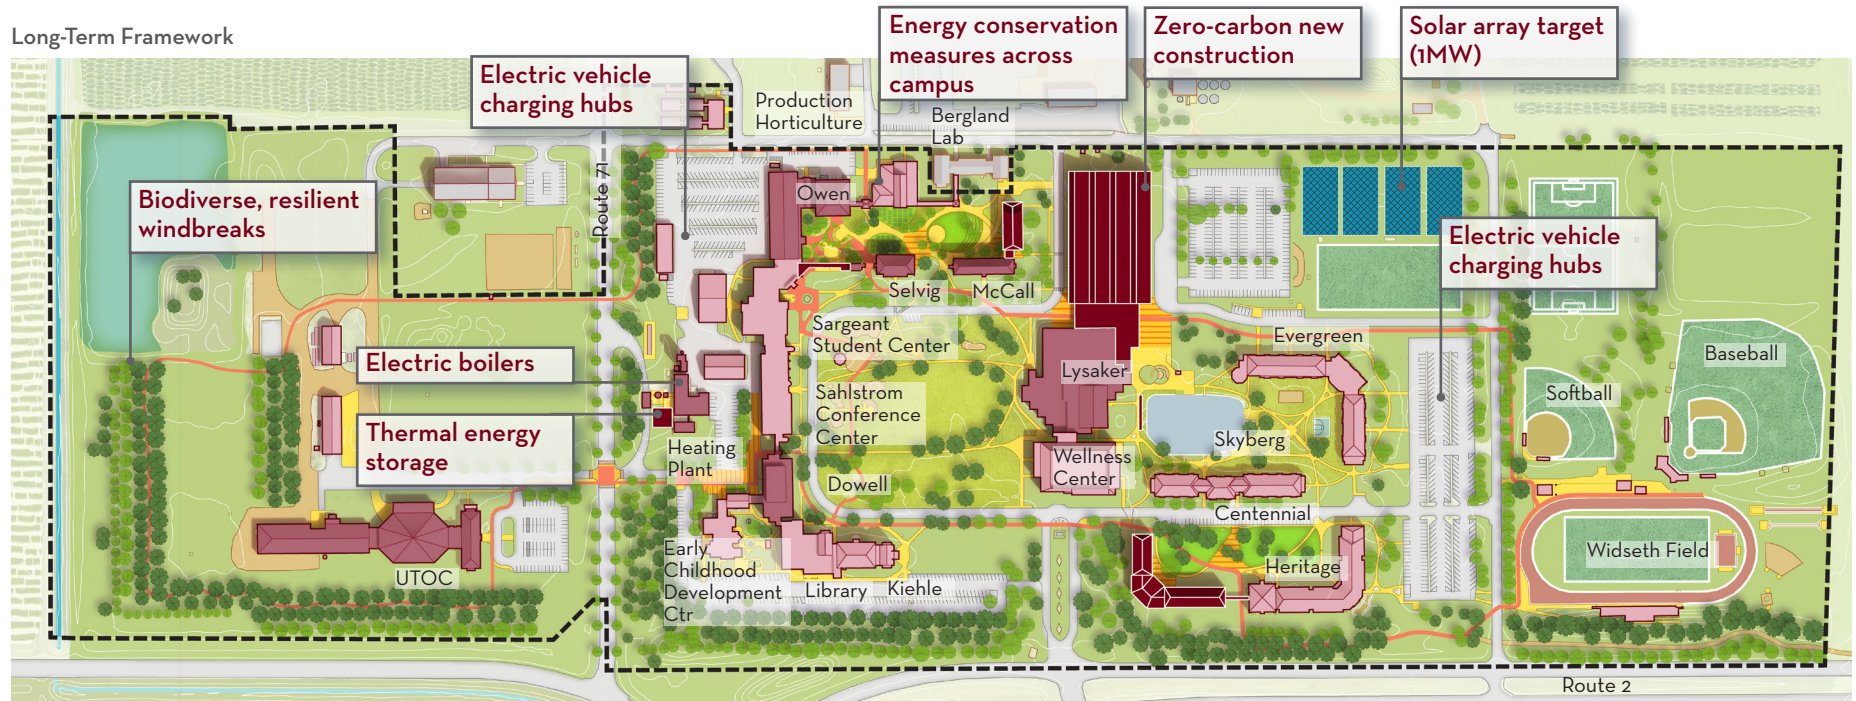 Long-Term Framework
Energy conservation
measures across
campus
Zero-carbon new
construction
Solar array target
(1MW)
Electric vehicle
charging hubs
Production
Horticulture
Bergland
Lab
Biodiverse, resilient
windbreaks
Route 71
Owen
Electric vehicle
charging hubs
Selvig
McCall
Sargeant
Student Center
Evergreen
Electric boilers
Lysaker
Baseball
Softball
Sahlstrom
Conference
Center
Thermal energy
storage
Heating
Plant
Skyberg
Wellness
Center
Dowell
Centennial
Early
Childhood
Development
Ctr
Widseth Field
Heritage
UTOC
Library
Kiehle
Route 2